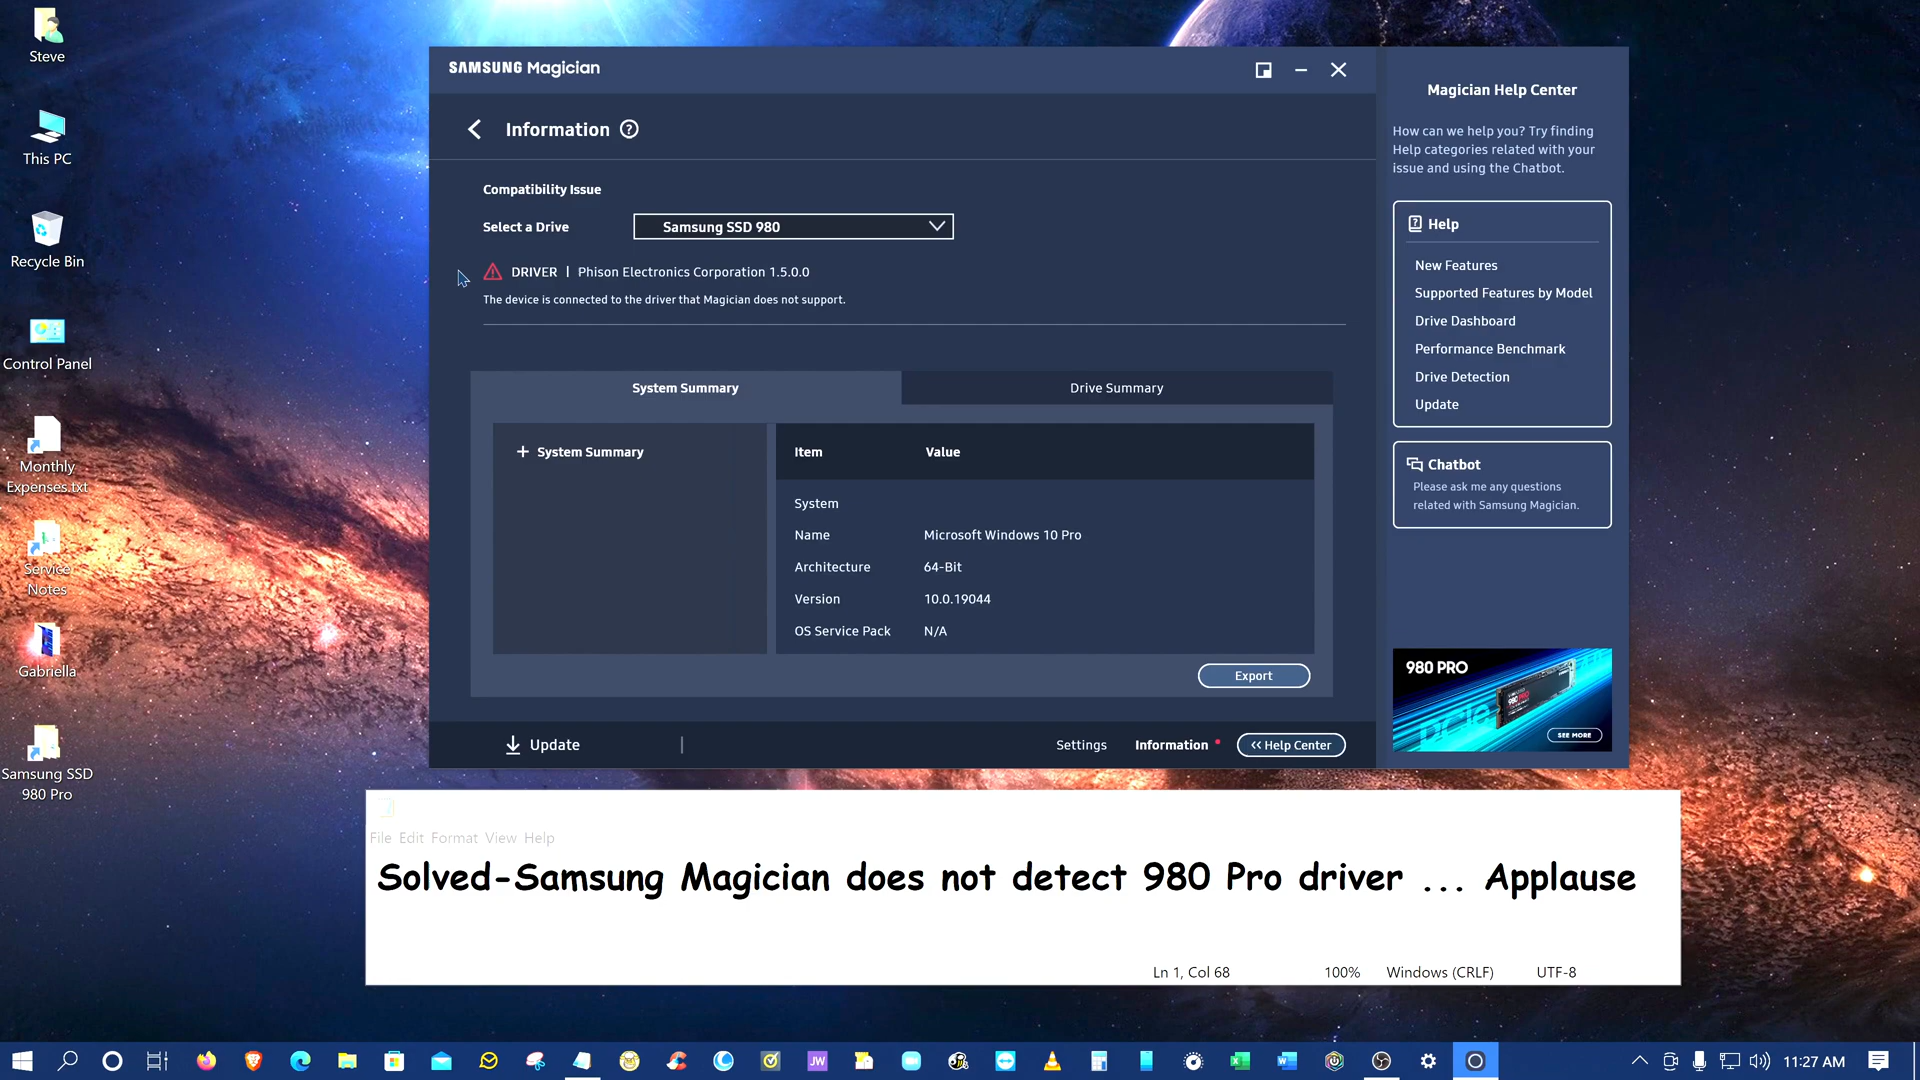 Steve
This PC
Recycle Bin
Control Panel
Monthly
Expenses.txt
Service
Notes
Gabriella
Samsung SSD
980 Pro
SAMSUNG Magician
Information ?
Compatibility Issue
Select a Drive Samsung SSD 980
DRIVER | Phison Electronics Corporation 1.5.0.0
The device is connected to the driver that Magician does not support.
System Summary Drive Summary
+ System Summary
Item Value
System
Name Microsoft Windows 10 Pro
Architecture 64-Bit
Version 10.0.19044
OS Service Pack N/A
Export
Update | Settings Information << Help Center
Magician Help Center
How can we help you? Try finding
Help categories related with your
issue and using the Chatbot.
Help
New Features
Supported Features by Model
Drive Dashboard
Performance Benchmark
Drive Detection
Update
Chatbot
Please ask me any questions
related with Samsung Magician.
980 PRO
SEE MORE
File Edit Format View Help
Solved-Samsung Magician does not detect 980 Pro driver ... Applause
Ln 1, Col 68 100% Windows (CRLF) UTF-8
JW
11:27 AM